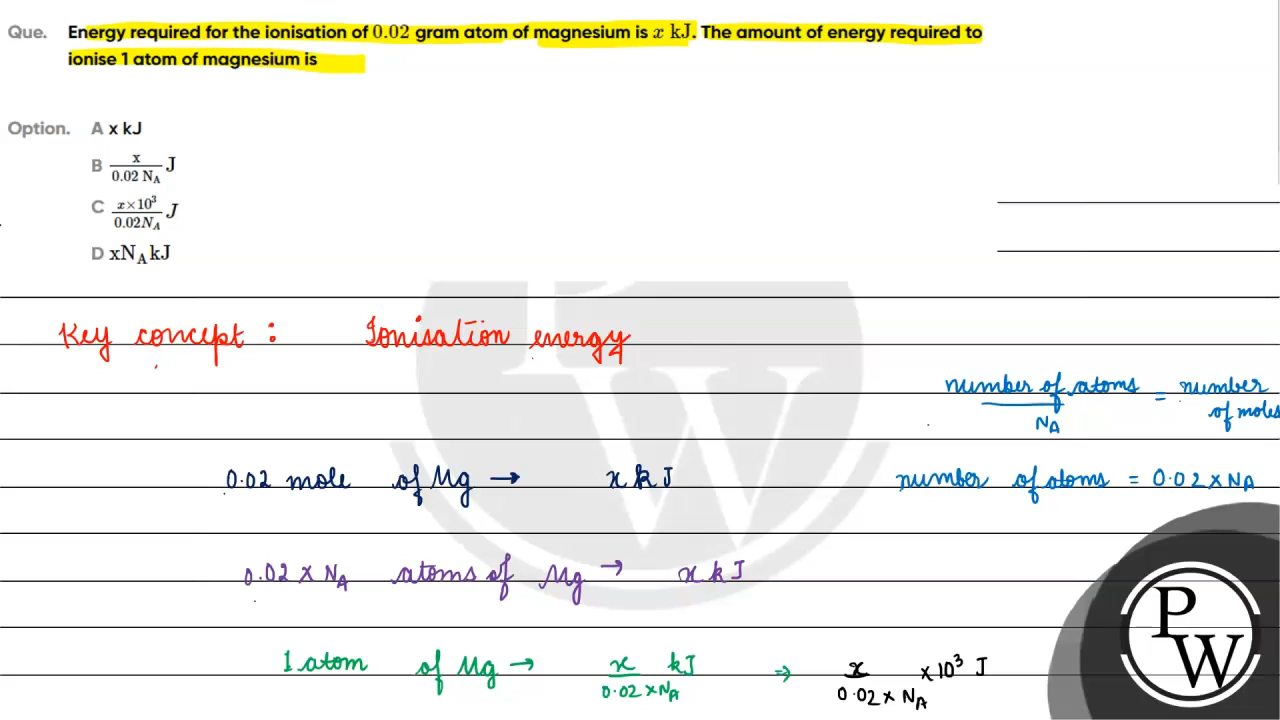 Que. Energy required for the ionisation of 0.02 gram atom of magnesium is x kJ. The amount of energy required to
ionise 1 atom of magnesium is
Option. A x kJ
B x/(0.02 N_A) J
C (x×10³)/(0.02N_A) J
D xN_A kJ
Key concept : Ionisation energy
number of atoms / N_A = number of moles
0.02 mole of Mg → x kJ
number of atoms = 0.02 × N_A
0.02 × N_A atoms of Mg → x kJ
1 atom of Mg → x/(0.02 × N_A) kJ ⇒ x/(0.02 × N_A) × 10³ J
PW